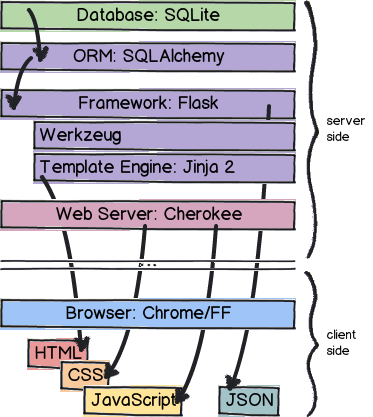 Database: SQLite
ORM: SQLAlchemy
Framework: Flask
Werkzeug
Template Engine: Jinja 2
Web Server: Cherokee
server
side
...
Browser: Chrome/FF
client
side
HTML
CSS
JavaScript
JSON